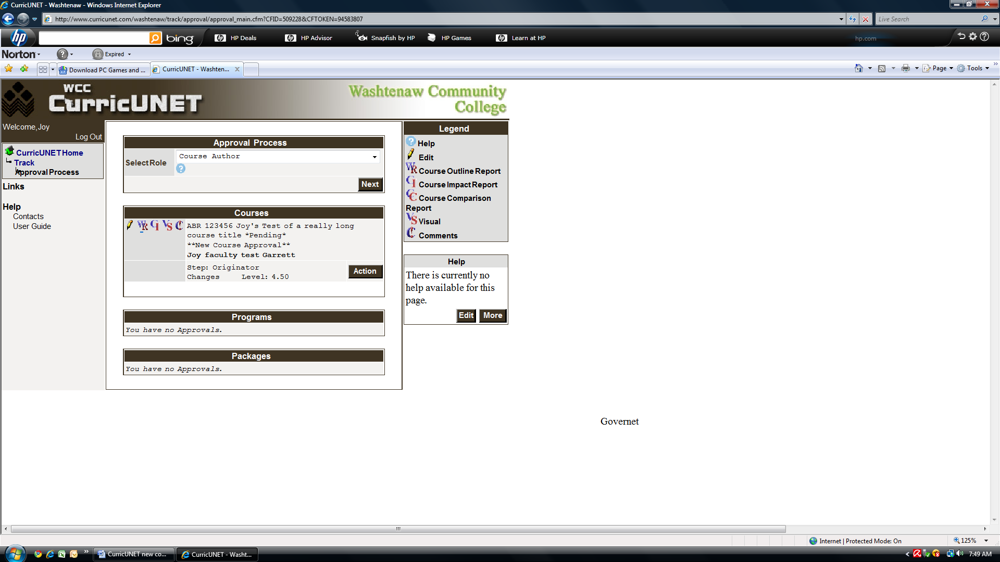 CurricUNET - Washtenaw - Windows Internet Explorer
http://www.curricunet.com/washtenaw/track/approval/approval_main.cfm?CFID=509228&CFTOKEN=94583807
Live Search
hp
bing
HP Deals
HP Advisor
Snapfish by HP
HP Games
Learn at HP
hp.com
Norton
Expired
Download PC Games and ...
CurricUNET - Washten...
Page
Tools
WCC
CurricUNET
Washtenaw Community
College
Welcome,Joy
Log Out
CurricUNET Home
Track
Approval Process
Links
Help
Contacts
User Guide
Approval Process
Select Role
Course Author
Next
Courses
ABR 123456 Joy's Test of a really long
course title *Pending*
**New Course Approval**
Joy faculty test Garrett
Step: Originator
Changes Level: 4.50
Action
Programs
You have no Approvals.
Packages
You have no Approvals.
Legend
Help
Edit
Course Outline Report
Course Impact Report
Course Comparison
Report
Visual
Comments
Help
There is currently no
help available for this
page.
Edit
More
Governet
Internet | Protected Mode: On
125%
CurricUNET new co...
CurricUNET - Washt...
7:49 AM